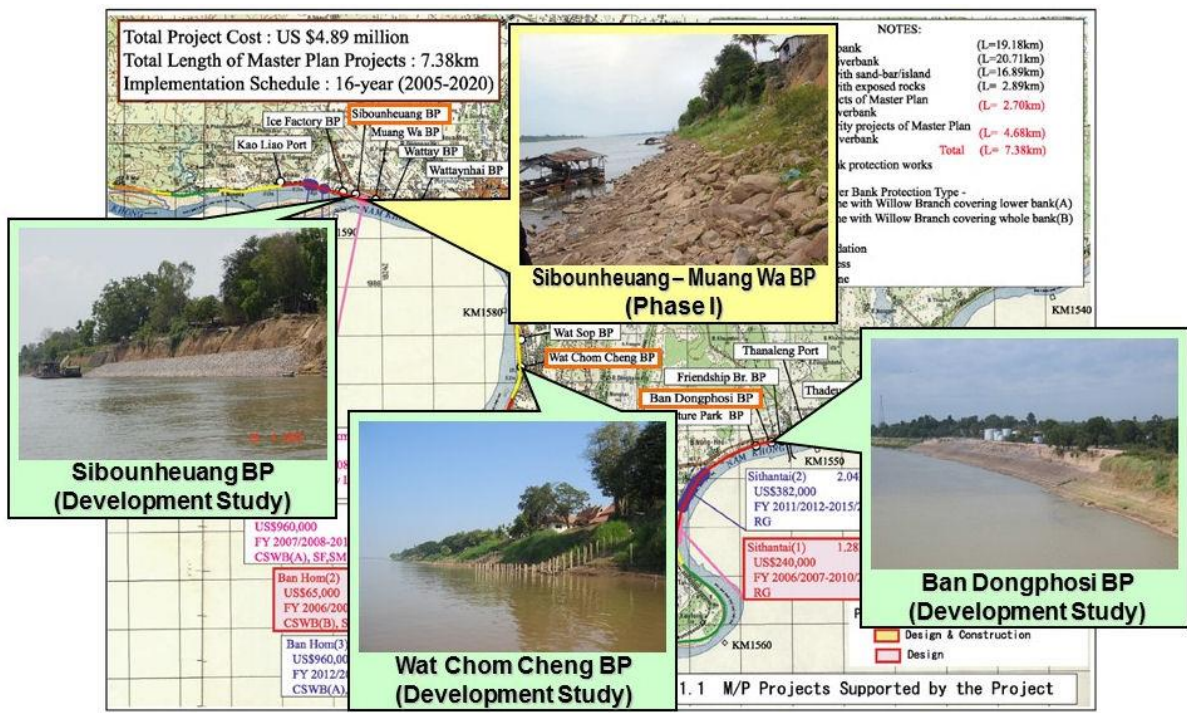 Total Project Cost : US $4.89 million
Total Length of Master Plan Projects : 7.38km
Implementation Schedule : 16-year (2005-2020)
NOTES:
bank (L=19.18km)
verbank (L=20.71km)
with sand-bar/island (L=16.89km)
with exposed rocks (L= 2.89km)
cts of Master Plan
verbank (L= 2.70km)
rity projects of Master Plan
verbank (L= 4.68km)
Total (L= 7.38km)
nk protection works
er Bank Protection Type -
ne with Willow Branch covering lower bank(A)
ne with Willow Branch covering whole bank(B)
dation
ess
ne
Sibounheuang BP
Ice Factory BP
Muang Wa BP
Kao Liao Port
Wattay BP
Wattaynhai BP
KHONG
NAM KHO
1590
KM1580
KM1540
Sibounheuang – Muang Wa BP
(Phase I)
Wat Sop BP
Wat Chom Cheng BP
Thanaleng Port
Friendship Br. BP
Thadeu
Ban Dongphosi BP
ture Park BP
NAM KHONG
KM1550
Sibounheuang BP
(Development Study)
Sithantai(2) 2.04
US$382,000
FY 2011/2012-2015/2
RG
Sithantai(1) 1.28
US$240,000
FY 2006/2007-2010/2
RG
US$960,000
FY 2007/2008-201
CSWB(A), SF,SM
Ban Hom(2)
US$65,000
FY 2006/200
CSWB(B), S
Ban Hom(3)
US$960,00
FY 2012/20
CSWB(A),
KM1560
Ban Dongphosi BP
(Development Study)
Design & Construction
Design
Wat Chom Cheng BP
(Development Study)
1.1 M/P Projects Supported by the Project